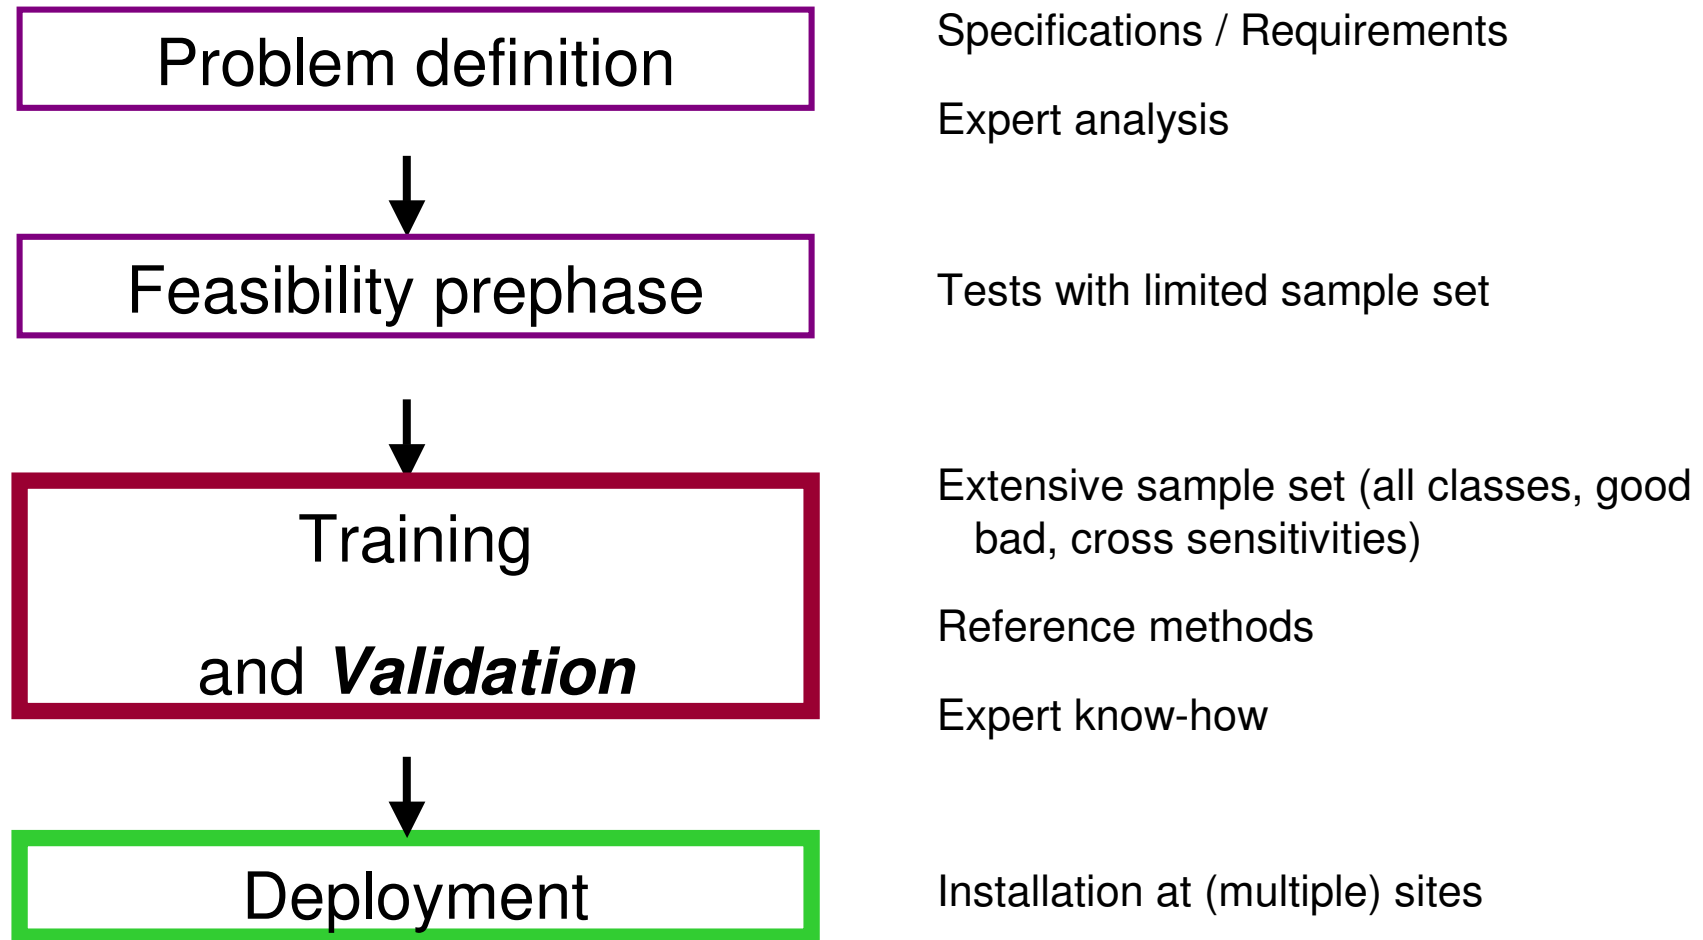 Problem definition
Specifications / Requirements
Expert analysis
Feasibility prephase
Tests with limited sample set
Training
and Validation
Extensive sample set (all classes, good
bad, cross sensitivities)
Reference methods
Expert know-how
Deployment
Installation at (multiple) sites